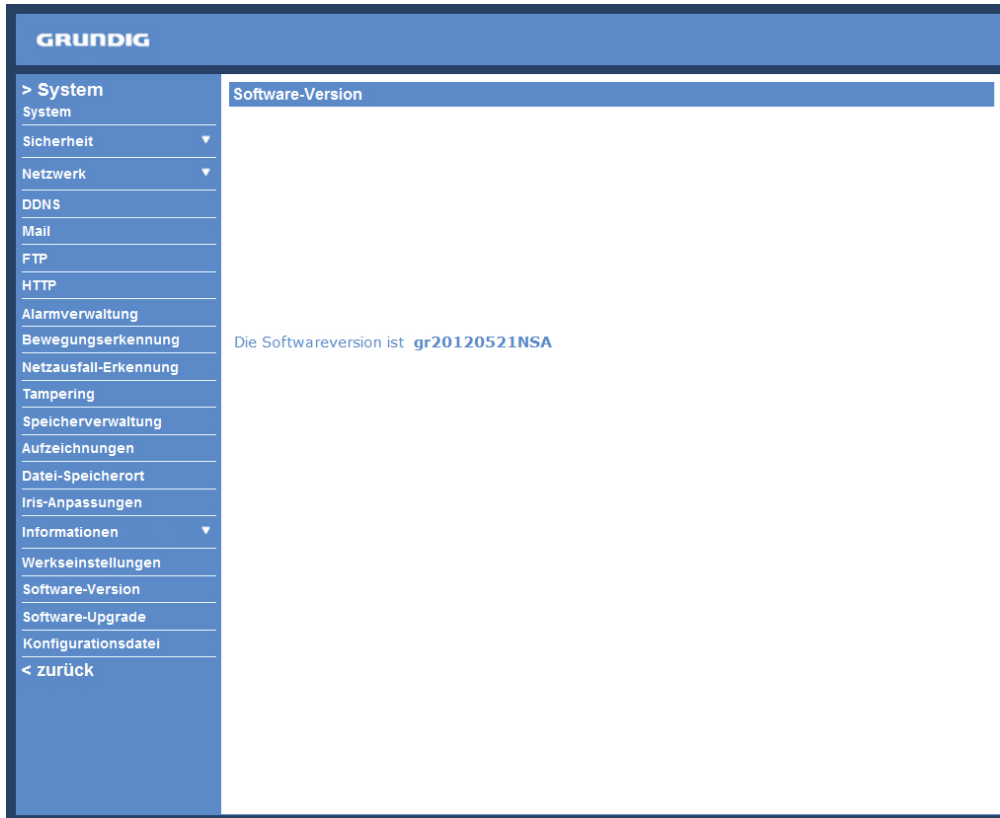 GRUNDIG
> System
System
Sicherheit
Netzwerk
DDNS
Mail
FTP
HTTP
Alarmverwaltung
Bewegungserkennung
Netzausfall-Erkennung
Tampering
Speicherverwaltung
Aufzeichnungen
Datei-Speicherort
Iris-Anpassungen
Informationen
Werkseinstellungen
Software-Version
Software-Upgrade
Konfigurationsdatei
< zurück
Software-Version
Die Softwareversion ist gr20120521NSA